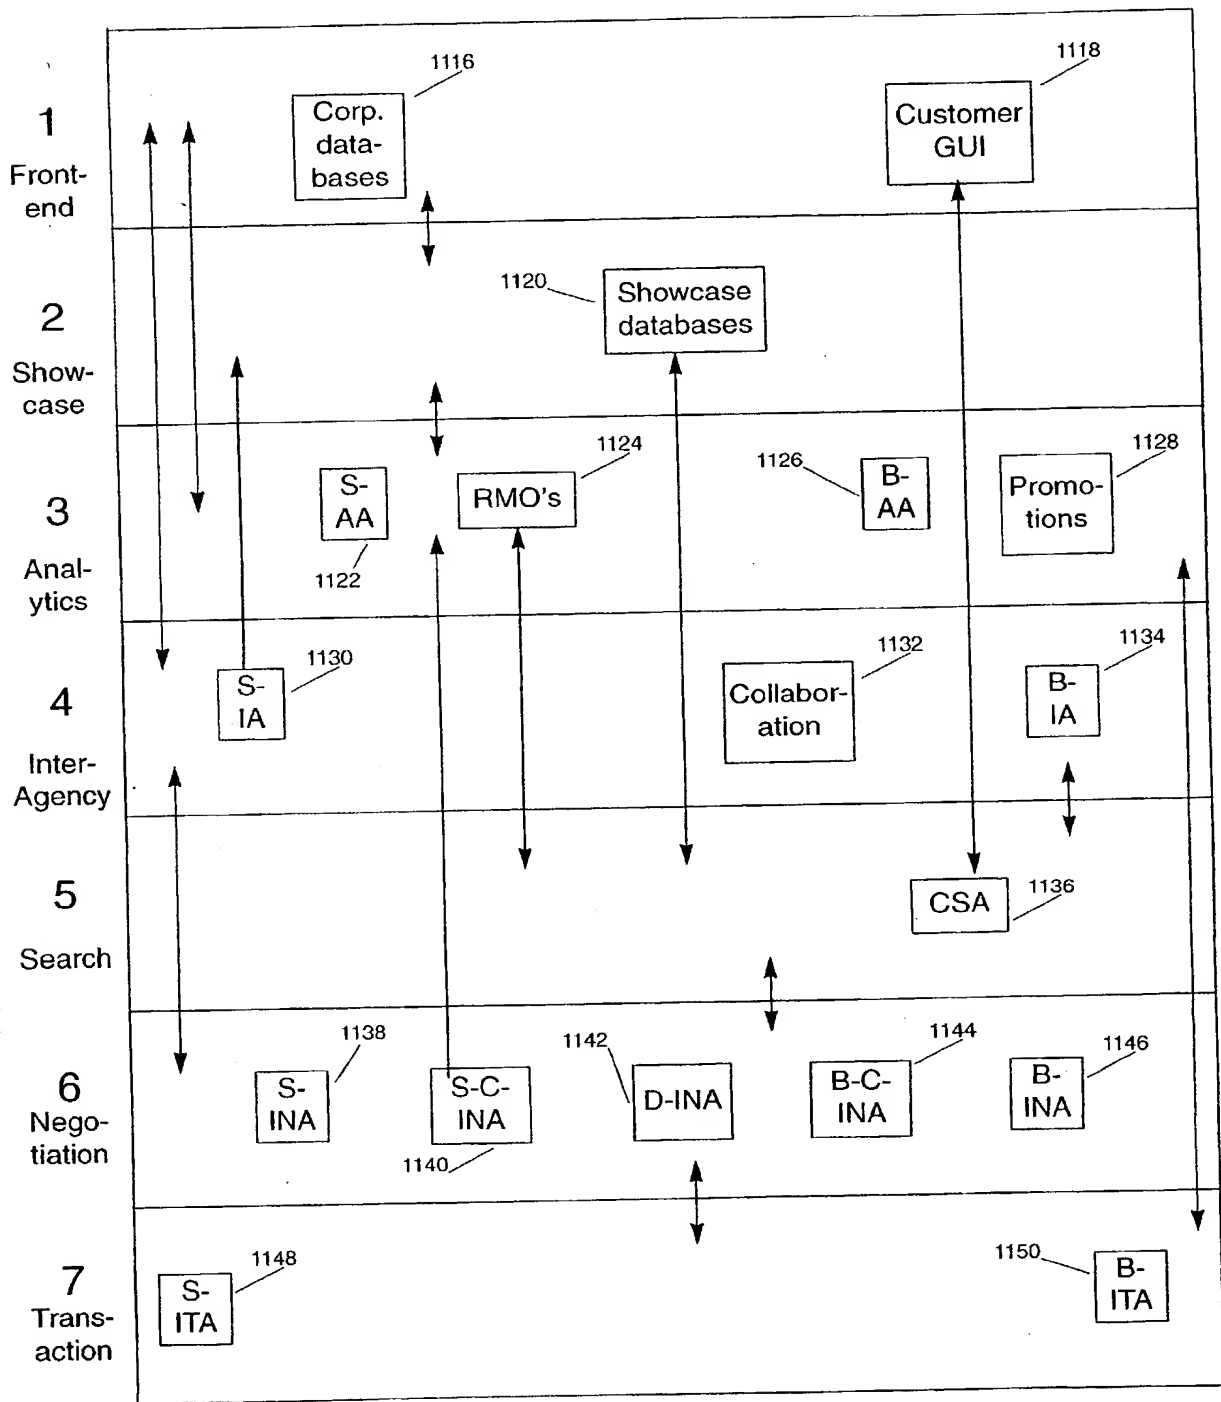 1116
1118
1
Front-
end
Corp.
data-
bases
Customer
GUI
2
Show-
case
1120
Showcase
databases
3
Anal-
ytics
S-
AA
1122
RMO's
1124
1126
B-
AA
Promo-
tions
1128
4
Inter-
Agency
S-
IA
1130
Collabor-
ation
1132
B-
IA
1134
5
Search
CSA
1136
6
Nego-
tiation
S-
INA
1138
S-C-
INA
1140
1142
D-INA
B-C-
INA
1144
B-
INA
1146
7
Trans-
action
S-
ITA
1148
1150
B-
ITA